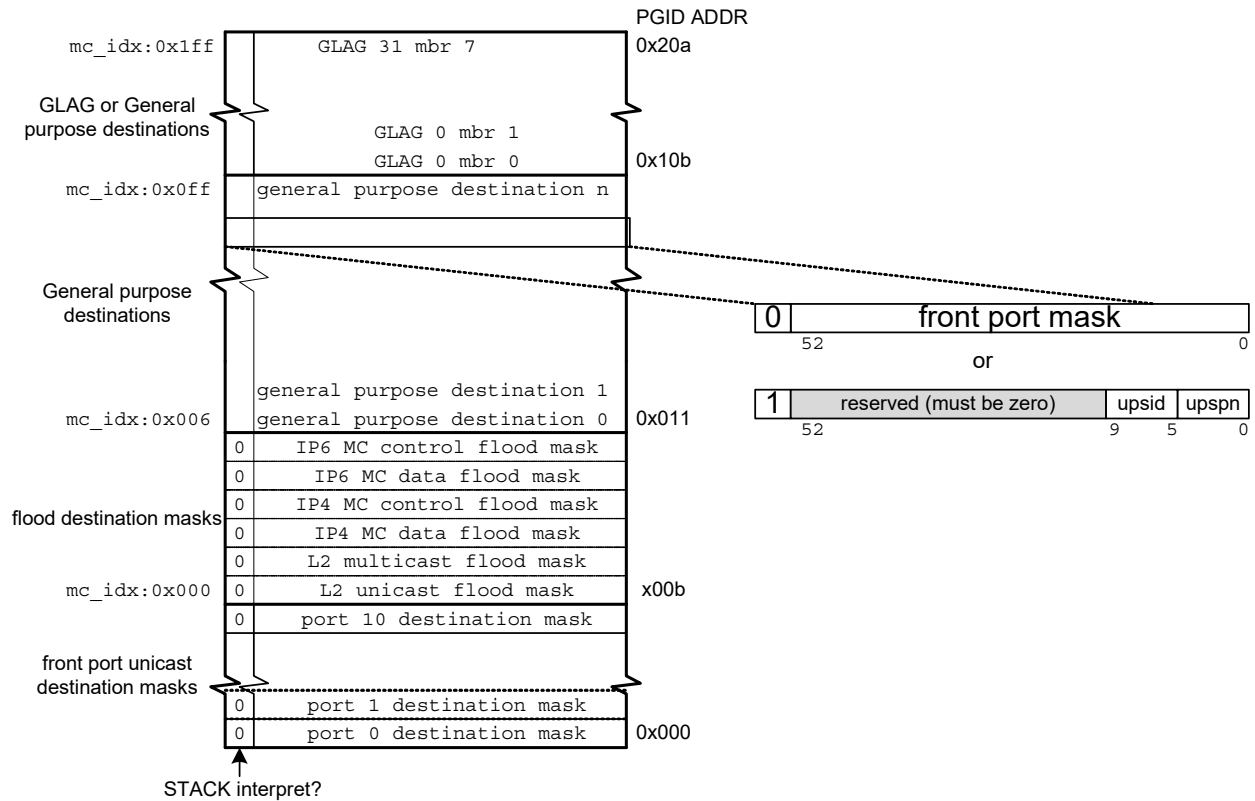 PGID ADDR
mc_idx:0x1ff GLAG 31 mbr 7 0x20a
GLAG or General
purpose destinations
GLAG 0 mbr 1
GLAG 0 mbr 0 0x10b
mc_idx:0x0ff general purpose destination n
General purpose
destinations
0 front port mask
52 0
or
1 reserved (must be zero) upsid upspn
52 9 5 0
general purpose destination 1
mc_idx:0x006 general purpose destination 0 0x011
0 IP6 MC control flood mask
0 IP6 MC data flood mask
0 IP4 MC control flood mask
flood destination masks
0 IP4 MC data flood mask
0 L2 multicast flood mask
mc_idx:0x000 0 L2 unicast flood mask x00b
0 port 10 destination mask
front port unicast
destination masks
0 port 1 destination mask
0 port 0 destination mask 0x000
STACK interpret?